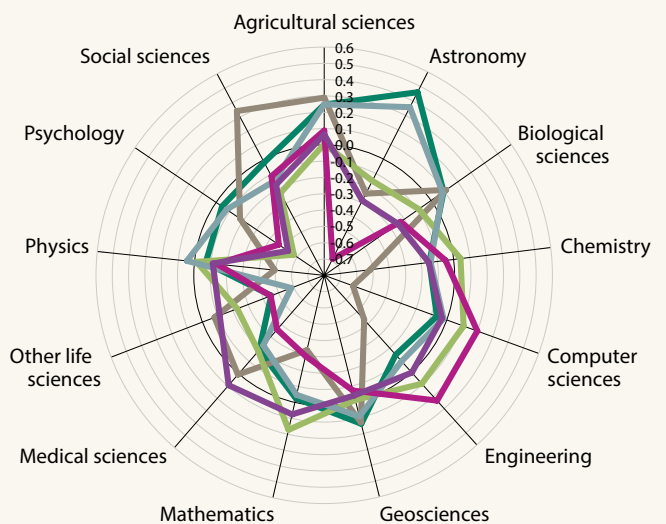 Agricultural sciences
Social sciences
Astronomy
Psychology
Biological
sciences
Physics
Chemistry
Other life
sciences
Computer
sciences
Medical sciences
Engineering
Mathematics
Geosciences
0.6
0.5
0.4
0.3
0.2
0.1
0.0
0.1
0.2
0.3
0.4
0.5
0.6
0.7